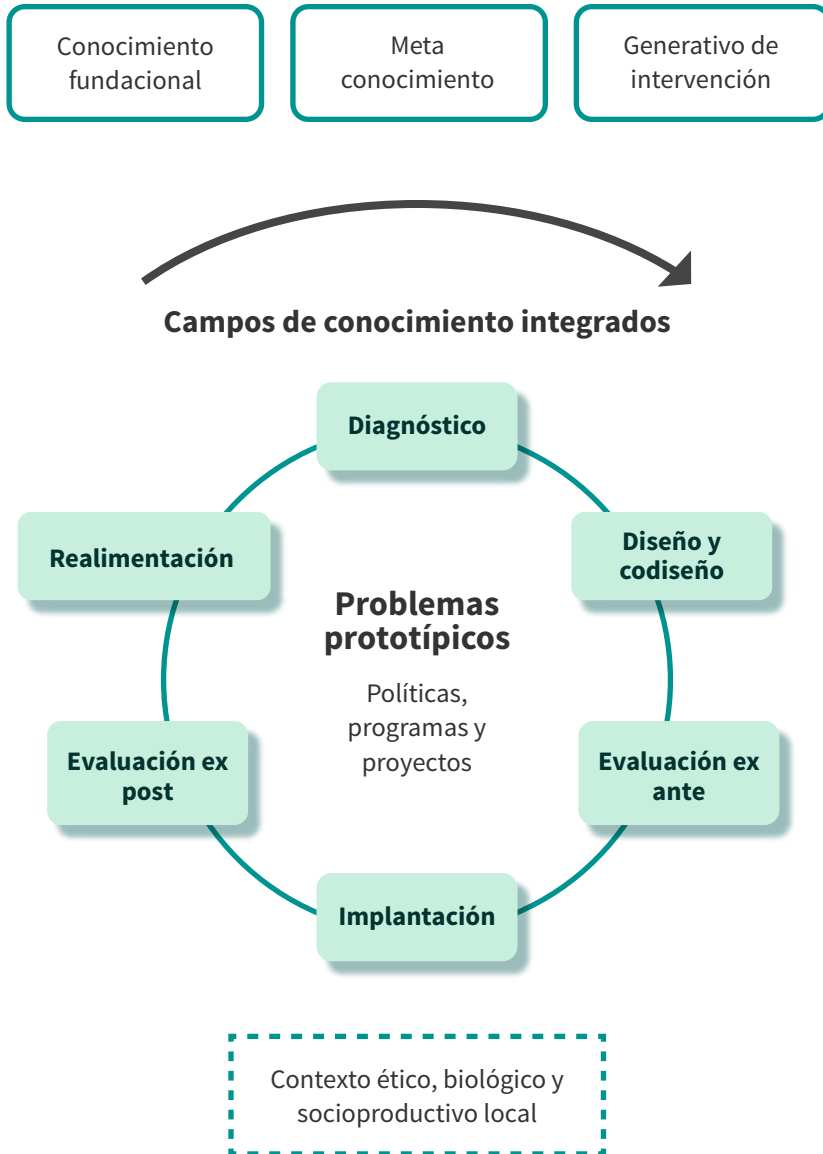 Conocimiento
fundacional
Meta
conocimiento
Generativo de
intervención
Campos de conocimiento integrados
Diagnóstico
Realimentación
Diseño y
codiseño
Problemas
prototípicos
Políticas,
programas y
proyectos
Evaluación ex
post
Evaluación ex
ante
Implantación
Contexto ético, biológico y
socioproductivo local